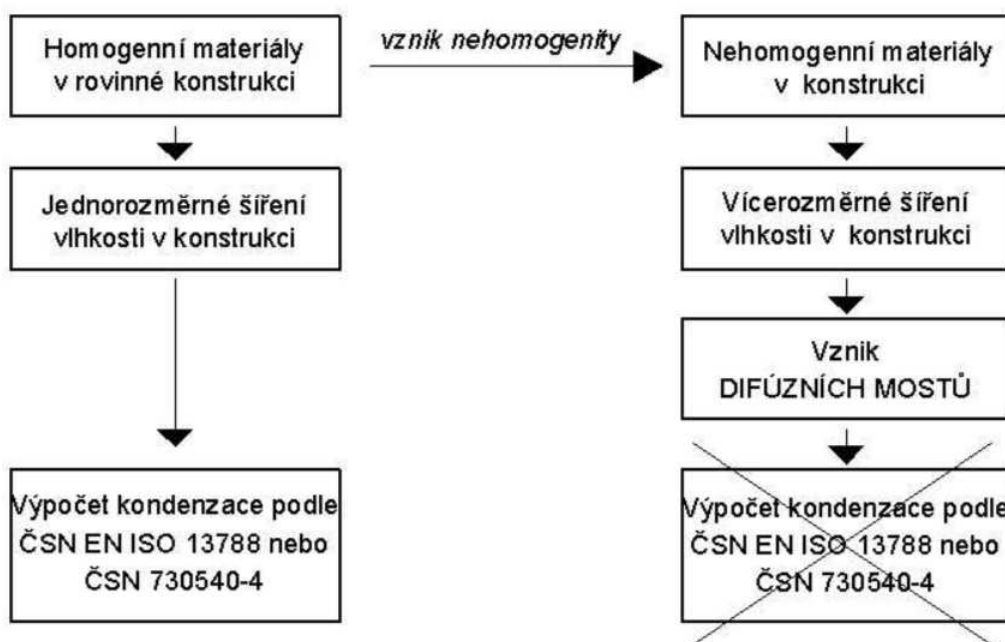 Homogenní materiály
v rovinné konstrukci
vznik nehomogenity
Nehomogenní materiály
v konstrukci
Jednorozměrné šíření
vlhkosti v konstrukci
Vícerozměrné šíření
vlhkosti v konstrukci
Vznik
DIFÚZNÍCH MOSTŮ
Výpočet kondenzace podle
ČSN EN ISO 13788 nebo
ČSN 730540-4
Výpočet kondenzace podle
ČSN EN ISO 13788 nebo
ČSN 730540-4